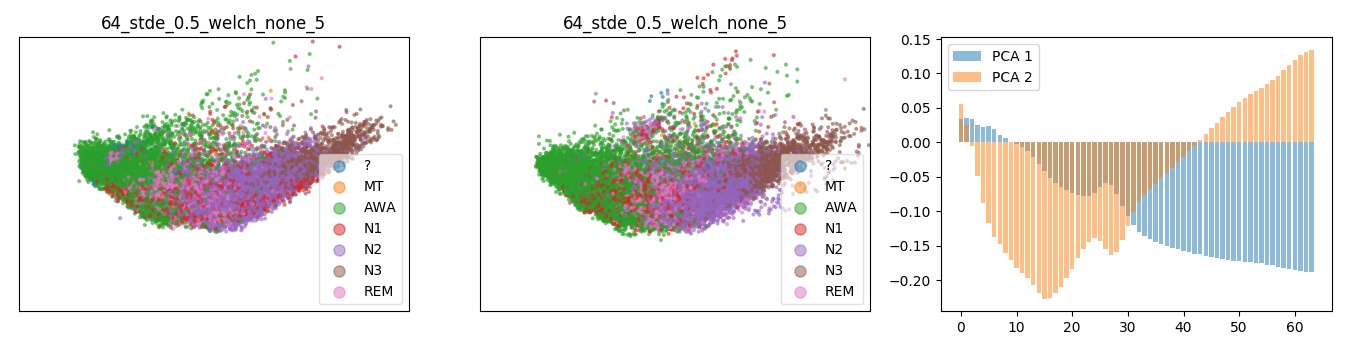 64_stde_0.5_welch_none_5
?
MT
AWA
N1
N2
N3
REM
64_stde_0.5_welch_none_5
?
MT
AWA
N1
N2
N3
REM
PCA 1
PCA 2
0.15
0.10
0.05
0.00
−0.05
−0.10
−0.15
−0.20
0 10 20 30 40 50 60